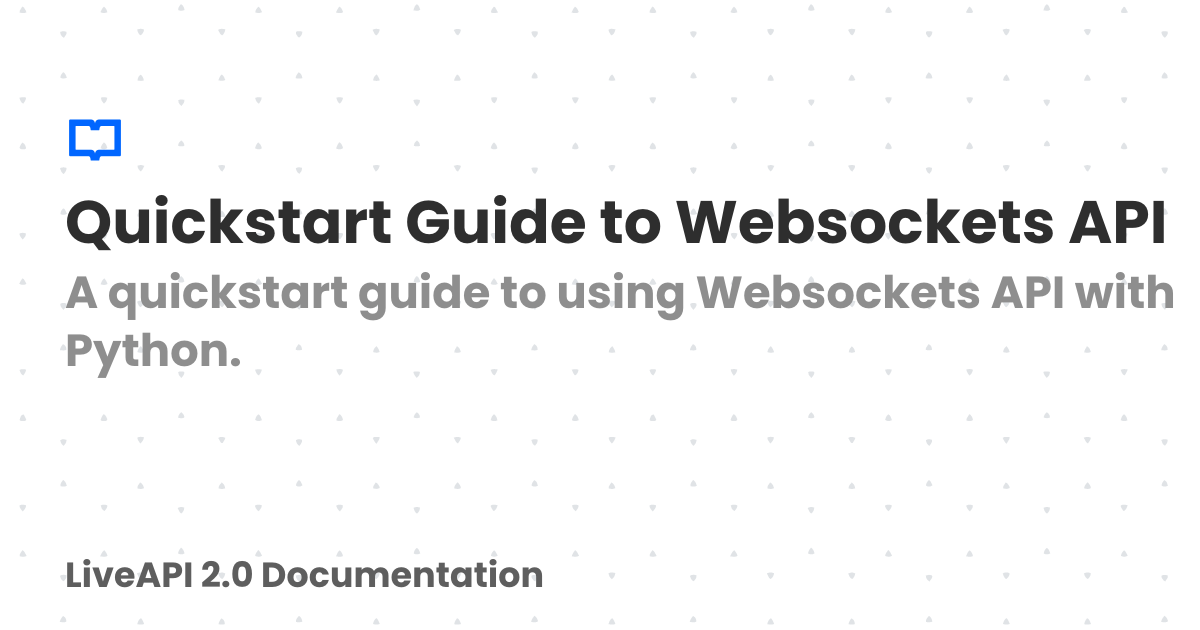 Quickstart Guide to Websockets API
A quickstart guide to using Websockets API with
Python.
LiveAPI 2.0 Documentation